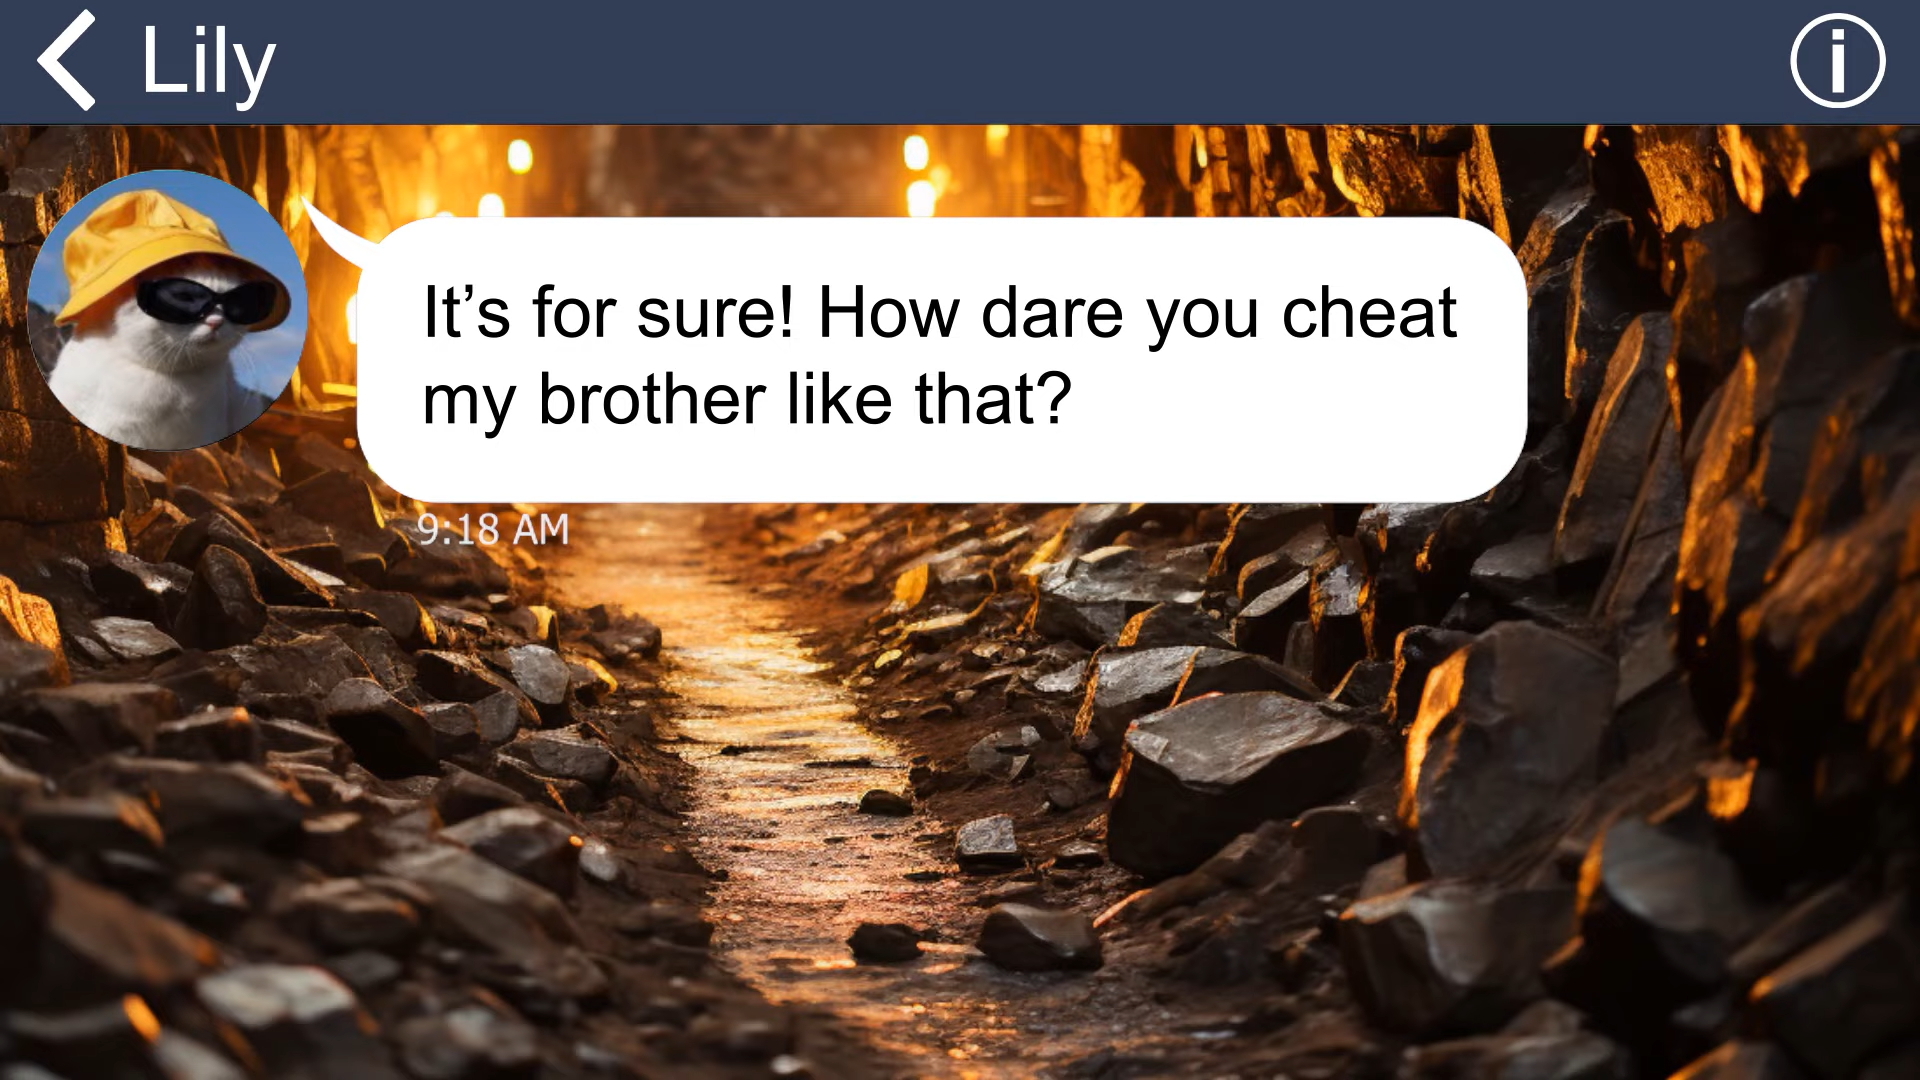 Lily
It’s for sure! How dare you cheat
my brother like that?
9:18 AM